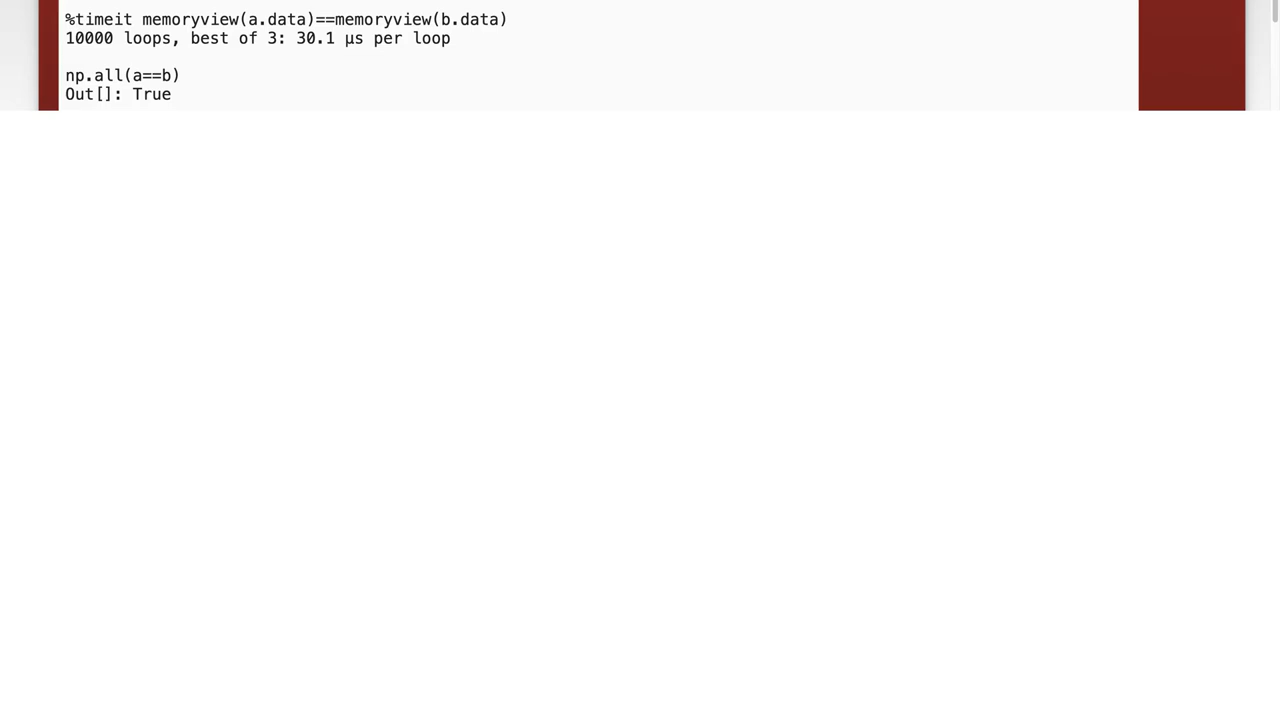 %timeit memoryview(a.data)==memoryview(b.data)
10000 loops, best of 3: 30.1 µs per loop
np.all(a==b)
Out[]: True